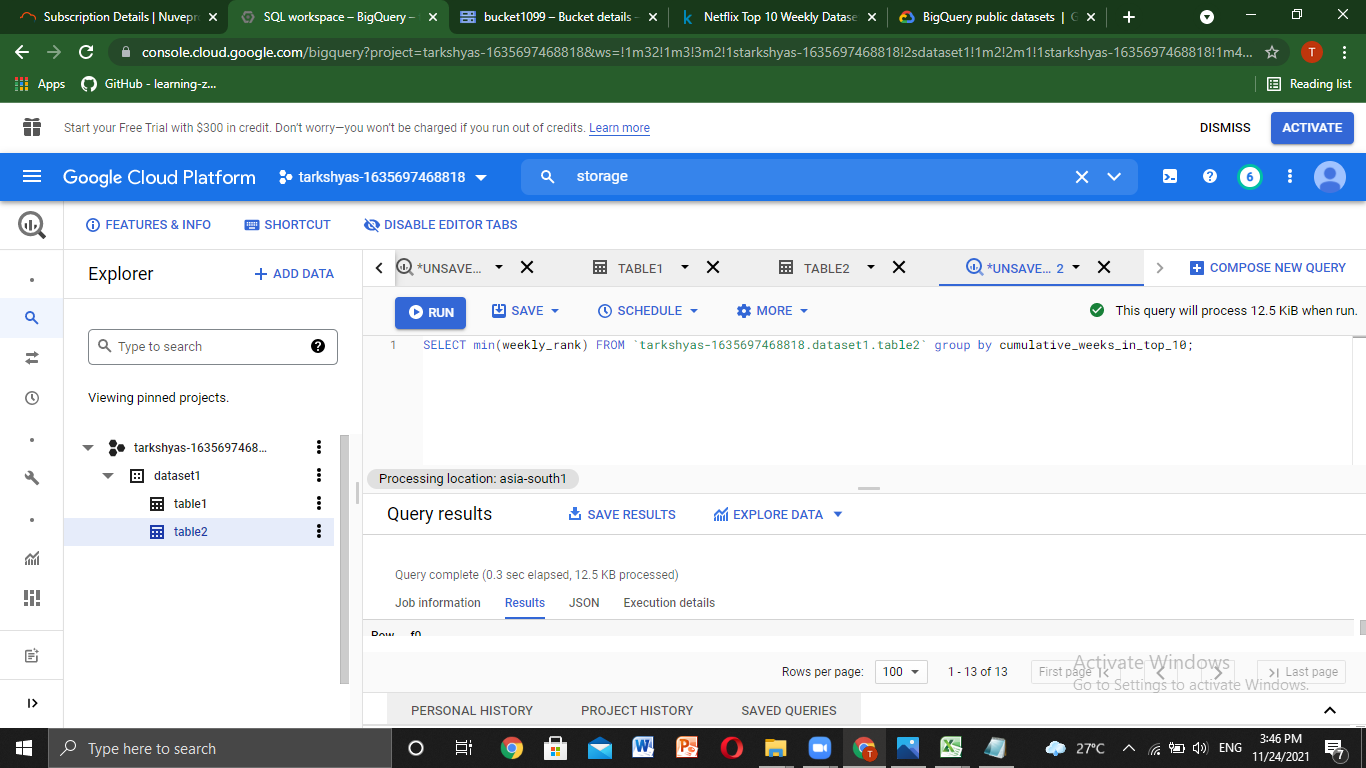 Subscription Details | Nuvepro
SQL workspace – BigQuery –
bucket1099 – Bucket details –
Netflix Top 10 Weekly Datase
BigQuery public datasets | G
console.cloud.google.com/bigquery?project=tarkshyas-1635697468818&ws=!1m32!1m3!3m2!1starkshyas-1635697468818!2sdataset1!1m2!2m1!1starkshyas-1635697468818!1m4...
T
Apps
GitHub - learning-z...
Reading list
Start your Free Trial with $300 in credit. Don't worry—you won't be charged if you run out of credits. Learn more
DISMISS
ACTIVATE
Google Cloud Platform
tarkshyas-1635697468818
storage
6
FEATURES & INFO
SHORTCUT
DISABLE EDITOR TABS
Explorer
ADD DATA
*UNSAVE...
TABLE1
TABLE2
*UNSAVE... 2
COMPOSE NEW QUERY
RUN
SAVE
SCHEDULE
MORE
This query will process 12.5 KiB when run.
Type to search
1 SELECT min(weekly_rank) FROM `tarkshyas-1635697468818.dataset1.table2` group by cumulative_weeks_in_top_10;
Viewing pinned projects.
tarkshyas-1635697468...
dataset1
table1
table2
Processing location: asia-south1
Query results
SAVE RESULTS
EXPLORE DATA
Query complete (0.3 sec elapsed, 12.5 KB processed)
Job information
Results
JSON
Execution details
Row f0_
Rows per page:
100
1 - 13 of 13
First page
Last page
Activate Windows
Go to Settings to activate Windows.
PERSONAL HISTORY
PROJECT HISTORY
SAVED QUERIES
Type here to search
27°C
ENG
3:46 PM
11/24/2021
7